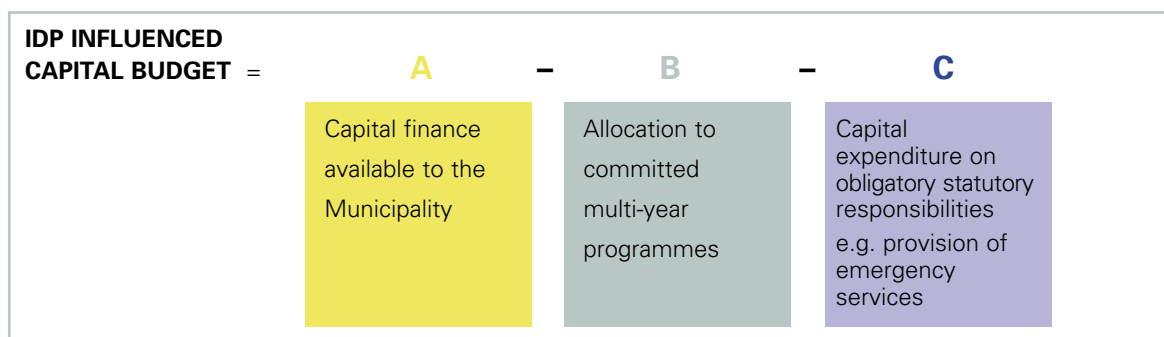 IDP INFLUENCED
CAPITAL BUDGET = A – B – C
Capital finance
available to the
Municipality
Allocation to
committed
multi-year
programmes
Capital
expenditure on
obligatory statutory
responsibilities
e.g. provision of
emergency
services